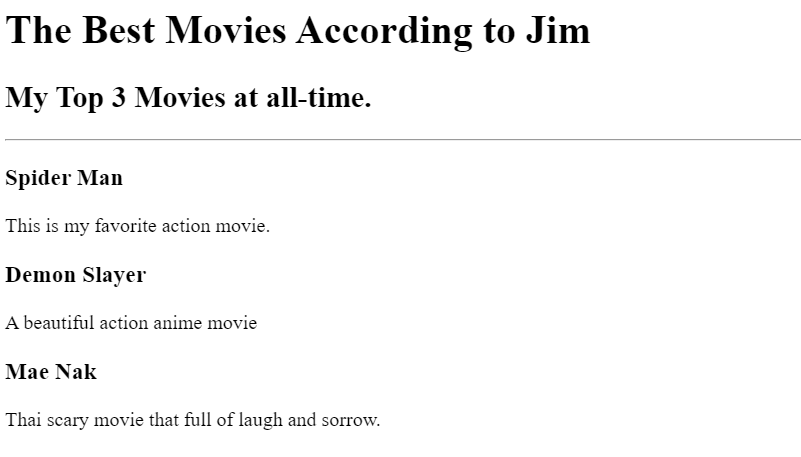 The Best Movies According to Jim
My Top 3 Movies at all-time.
Spider Man
This is my favorite action movie.
Demon Slayer
A beautiful action anime movie
Mae Nak
Thai scary movie that full of laugh and sorrow.